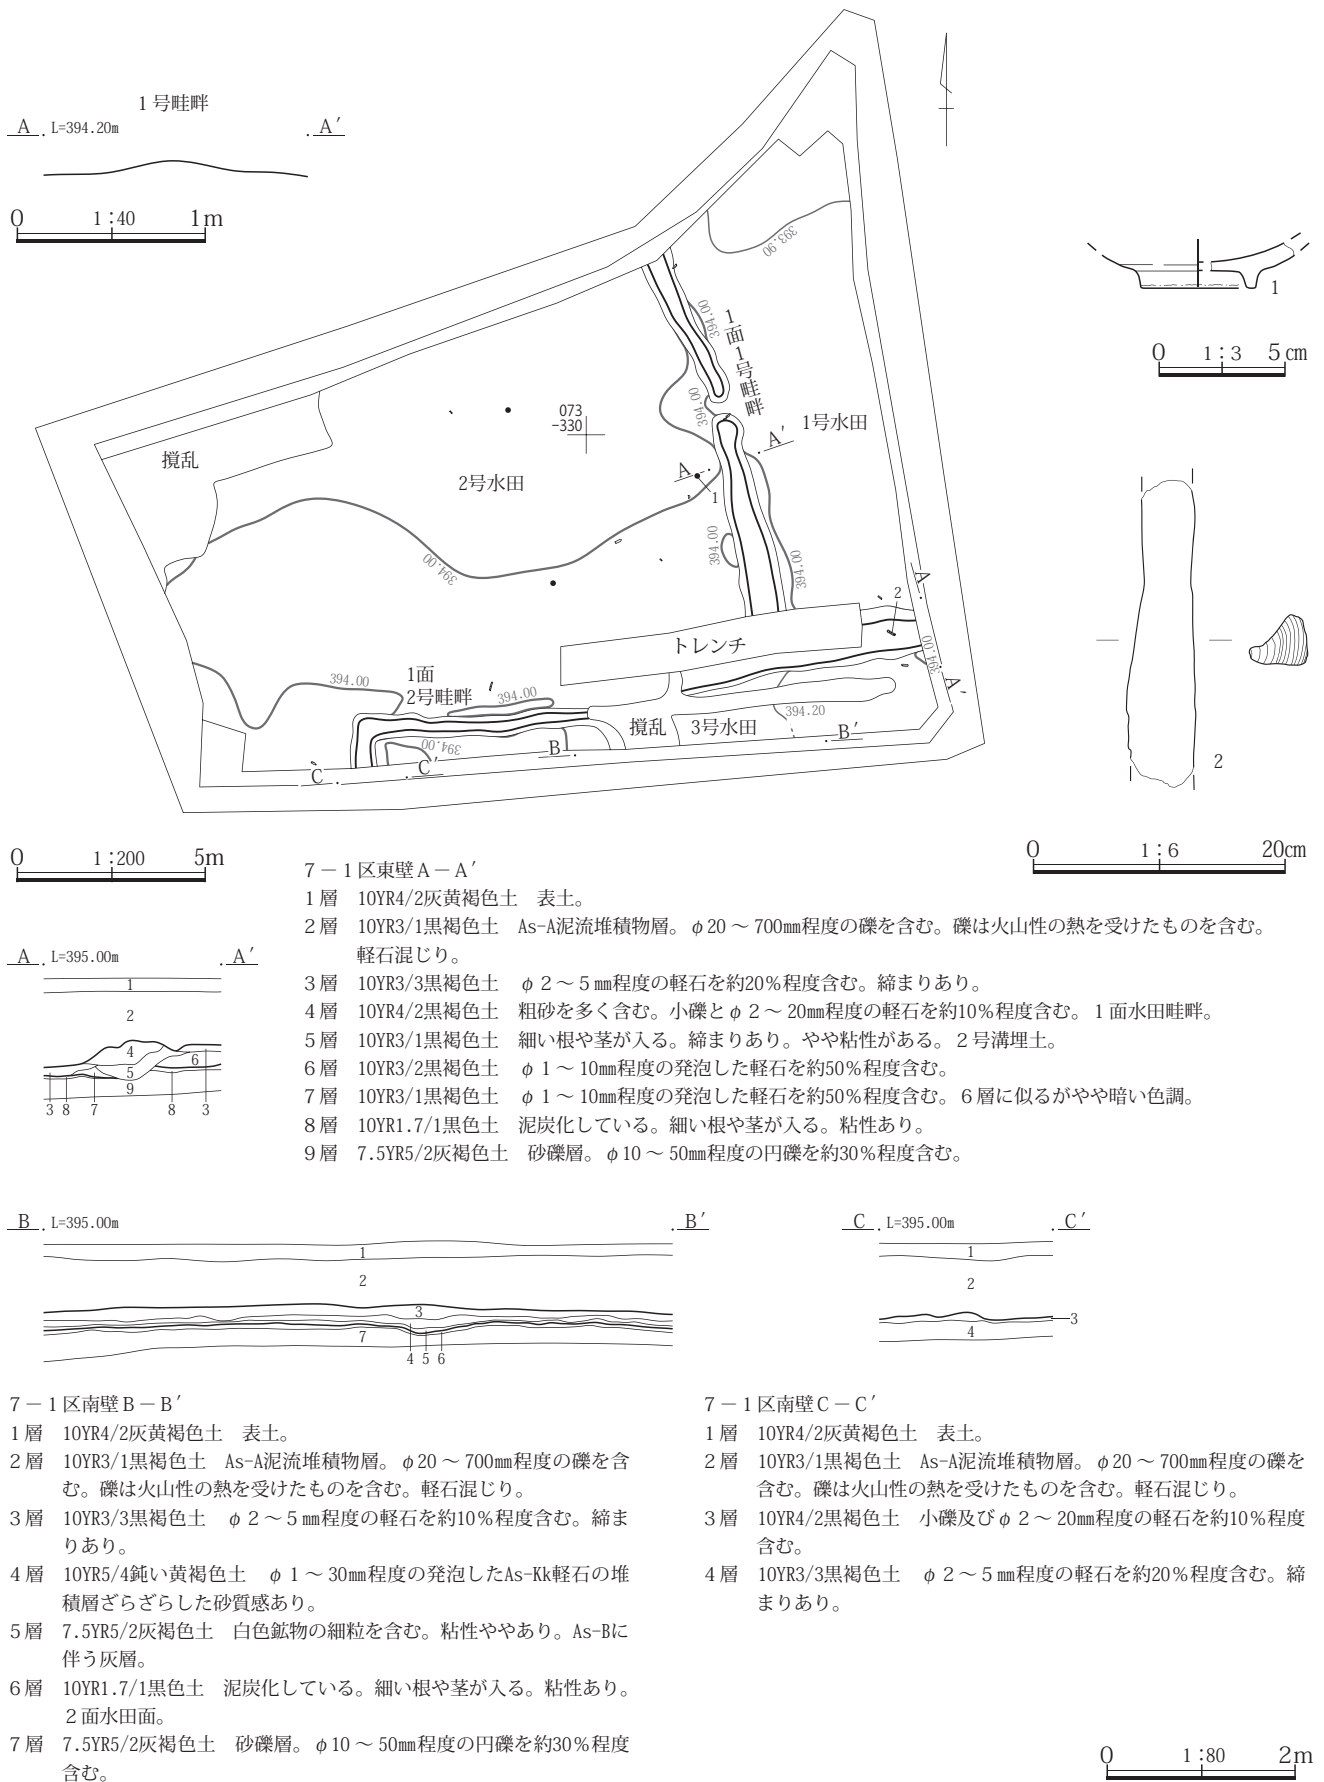 1号畦畔
A L=394.20m A′
0 1:40 1m
393.90
394.00
1面1号畦畔
394.00
073
-330
1号水田
A′
撹乱
2号水田
A
1
394.00
394.00
394.00
A
2
トレンチ
394.00
1面
2号畦畔
394.00
394.00
A′
394.20
撹乱 3号水田
394.00
B B′
C C′
1
0 1:3 5cm
2
0 1:200 5m
0 1:6 20cm
A L=395.00m A′
1
2
4
6
5
9
3 8 7 8 3
7－1区東壁A－A′
1層 10YR4/2灰黄褐色土 表土。
2層 10YR3/1黒褐色土 As-A泥流堆積物層。φ20～700㎜程度の礫を含む。礫は火山性の熱を受けたものを含む。
軽石混じり。
3層 10YR3/3黒褐色土 φ2～5㎜程度の軽石を約20％程度含む。締まりあり。
4層 10YR4/2黒褐色土 粗砂を多く含む。小礫とφ2～20㎜程度の軽石を約10％程度含む。1面水田畦畔。
5層 10YR3/1黒褐色土 細い根や茎が入る。締まりあり。やや粘性がある。2号溝埋土。
6層 10YR3/2黒褐色土 φ1～10㎜程度の発泡した軽石を約50％程度含む。
7層 10YR3/1黒褐色土 φ1～10㎜程度の発泡した軽石を約50％程度含む。6層に似るがやや暗い色調。
8層 10YR1.7/1黒色土 泥炭化している。細い根や茎が入る。粘性あり。
9層 7.5YR5/2灰褐色土 砂礫層。φ10～50㎜程度の円礫を約30％程度含む。
B L=395.00m B′
1
2
3
7
4 5 6
C L=395.00m C′
1
2
3
4
7－1区南壁B－B′
1層 10YR4/2灰黄褐色土 表土。
2層 10YR3/1黒褐色土 As-A泥流堆積物層。φ20～700㎜程度の礫を含
む。礫は火山性の熱を受けたものを含む。軽石混じり。
3層 10YR3/3黒褐色土 φ2～5㎜程度の軽石を約10％程度含む。締ま
りあり。
4層 10YR5/4鈍い黄褐色土 φ1～30㎜程度の発泡したAs-Kk軽石の堆
積層ざらざらした砂質感あり。
5層 7.5YR5/2灰褐色土 白色鉱物の細粒を含む。粘性ややあり。As-Bに
伴う灰層。
6層 10YR1.7/1黒色土 泥炭化している。細い根や茎が入る。粘性あり。
2面水田面。
7層 7.5YR5/2灰褐色土 砂礫層。φ10～50㎜程度の円礫を約30％程度
含む。
7－1区南壁C－C′
1層 10YR4/2灰黄褐色土 表土。
2層 10YR3/1黒褐色土 As-A泥流堆積物層。φ20～700㎜程度の礫を
含む。礫は火山性の熱を受けたものを含む。軽石混じり。
3層 10YR4/2黒褐色土 小礫及びφ2～20㎜程度の軽石を約10％程度
含む。
4層 10YR3/3黒褐色土 φ2～5㎜程度の軽石を約20％程度含む。締
まりあり。
0 1:80 2m